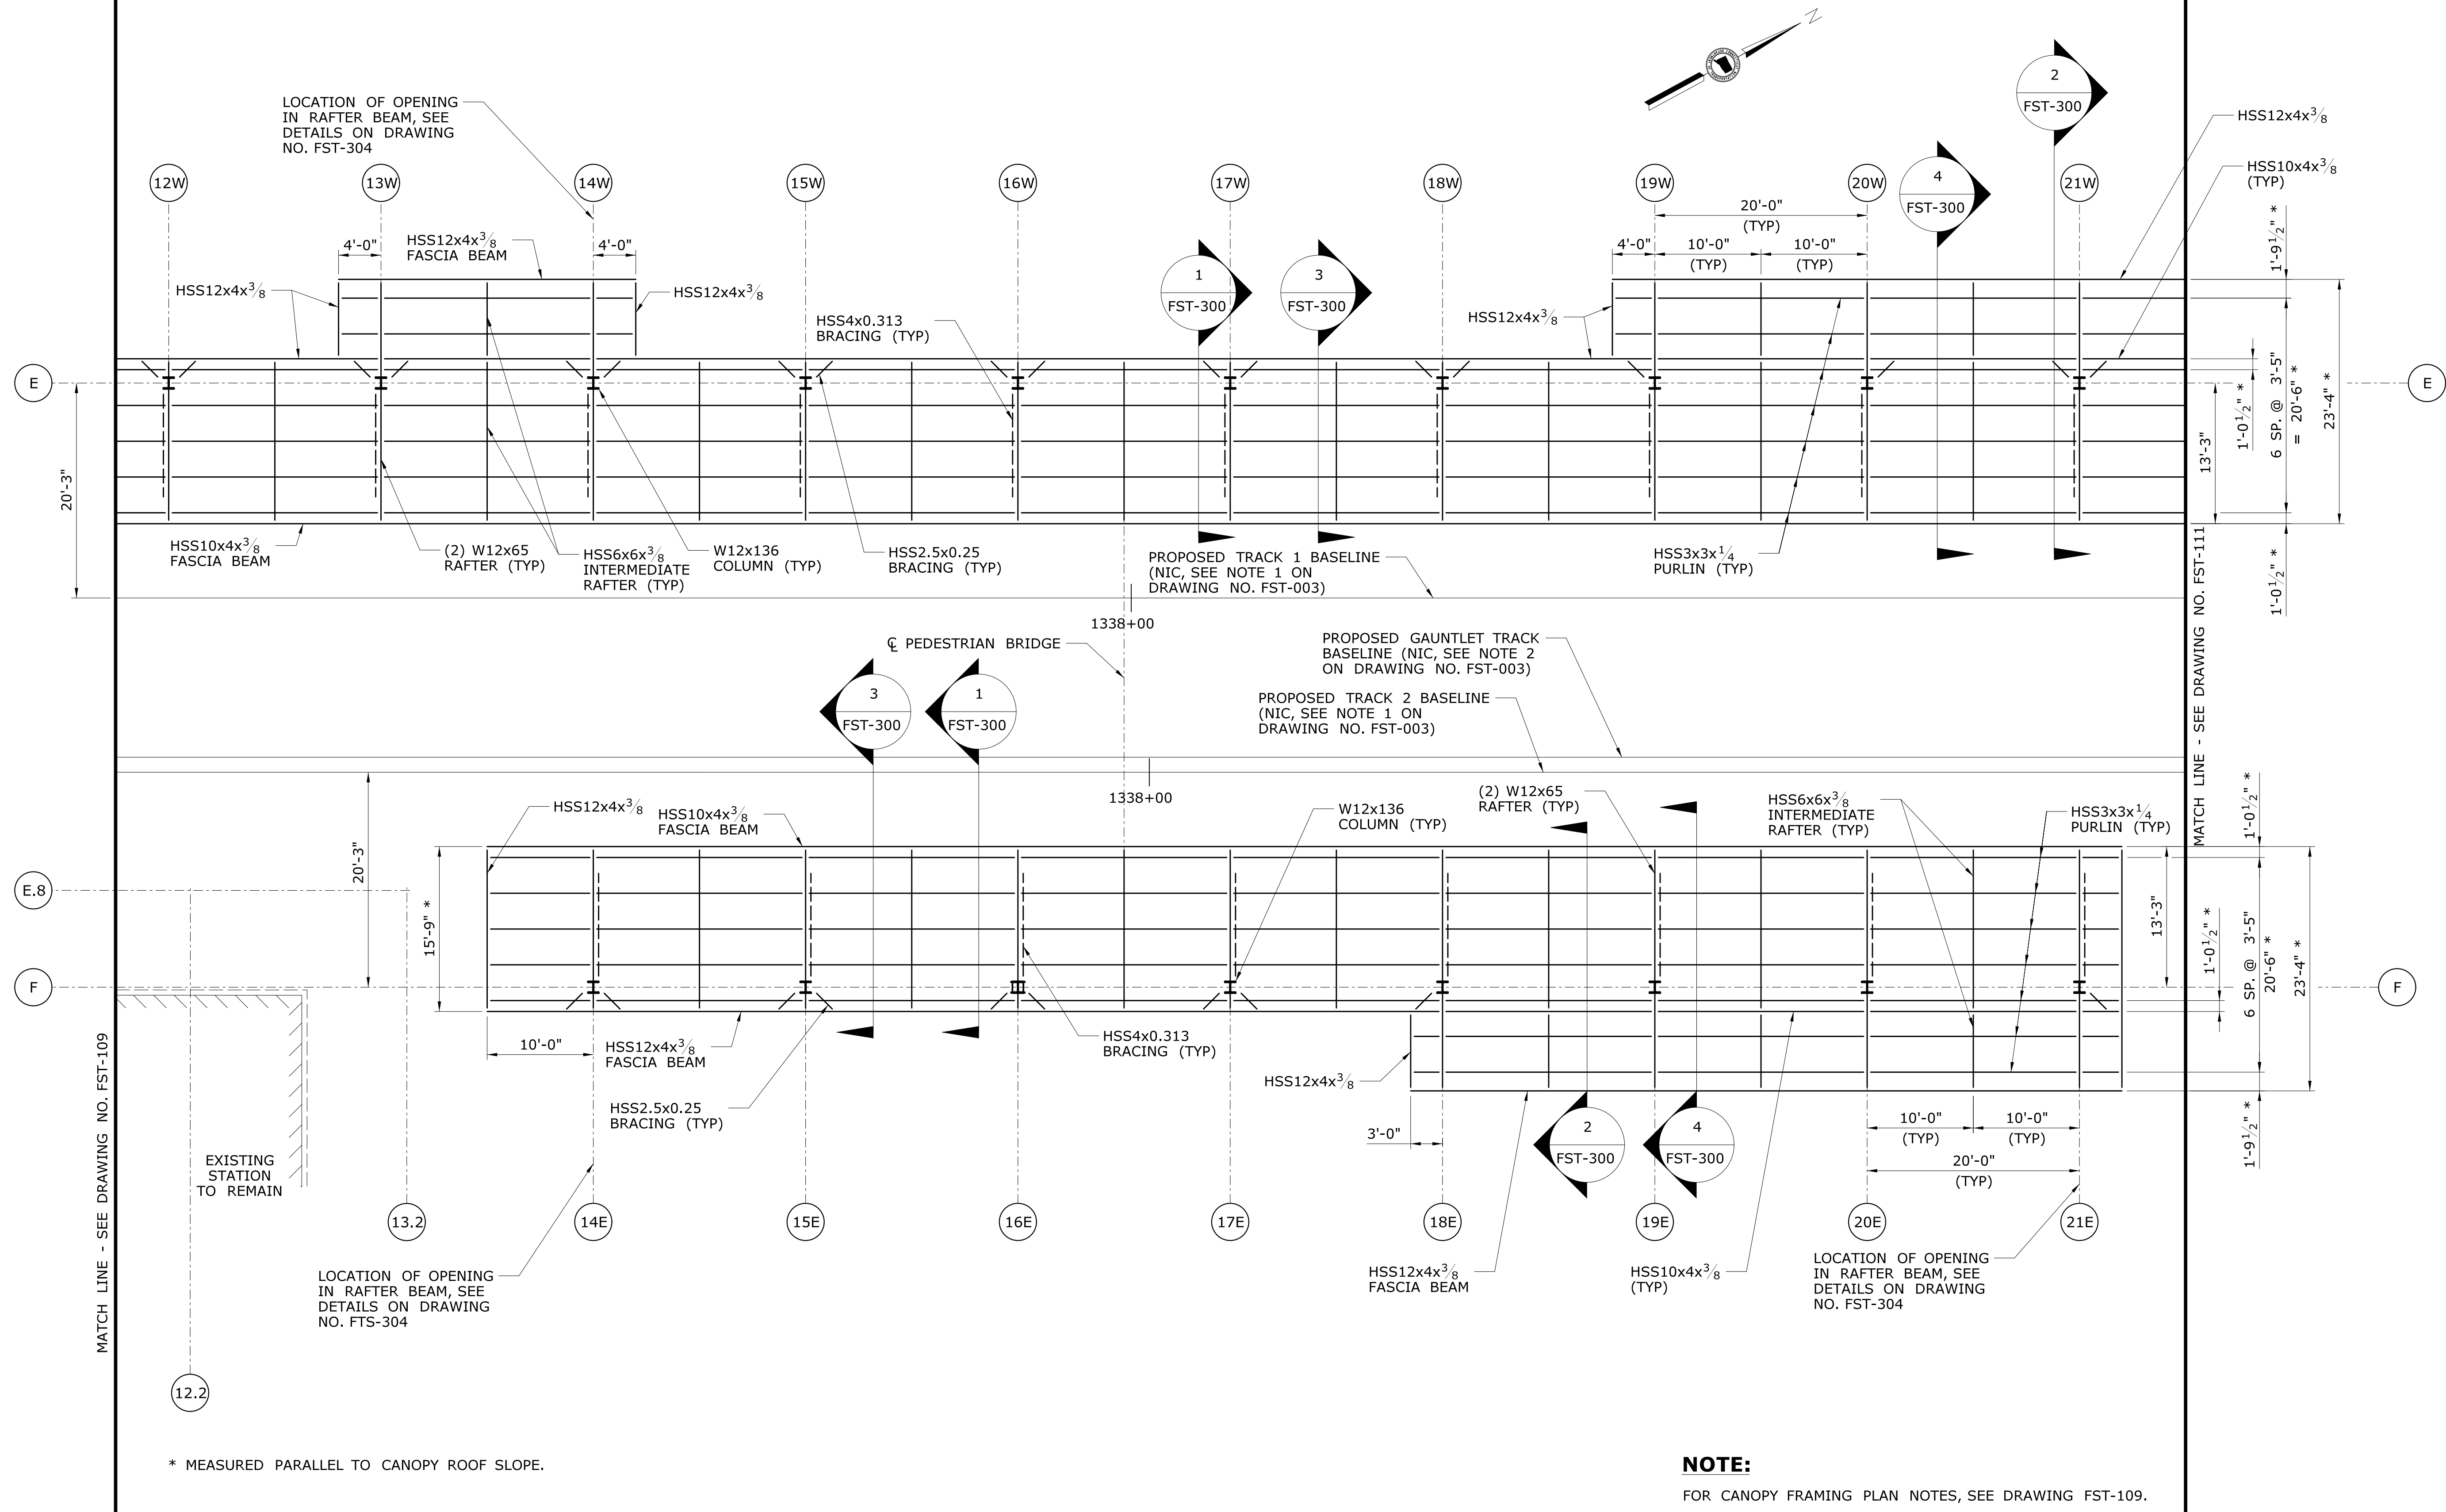 N
2
FST-300
HSS12x4x3/8
LOCATION OF OPENING
IN RAFTER BEAM, SEE
DETAILS ON DRAWING
NO. FST-304
4
FST-300
HSS10x4x3/8
(TYP)
12W
13W
14W
15W
16W
17W
18W
19W
20W
21W
20'-0"
(TYP)
4'-0"
HSS12x4x3/8
FASCIA BEAM
4'-0"
4'-0"
10'-0"
(TYP)
10'-0"
(TYP)
1'-9 1/2" *
1
FST-300
3
FST-300
HSS12x4x3/8
HSS12x4x3/8
HSS4x0.313
BRACING (TYP)
HSS12x4x3/8
E
E
20'-3"
13'-3"
1'-0 1/2" *
6 SP. @ 3'-5"
= 20'-6" *
23'-4" *
1'-0 1/2" *
HSS10x4x3/8
FASCIA BEAM
(2) W12x65
RAFTER (TYP)
HSS6x6x3/8
INTERMEDIATE
RAFTER (TYP)
W12x136
COLUMN (TYP)
HSS2.5x0.25
BRACING (TYP)
PROPOSED TRACK 1 BASELINE
(NIC, SEE NOTE 1 ON
DRAWING NO. FST-003)
HSS3x3x1/4
PURLIN (TYP)
1338+00
MATCH LINE - SEE DRAWING NO. FST-111
℄ PEDESTRIAN BRIDGE
PROPOSED GAUNTLET TRACK
BASELINE (NIC, SEE NOTE 2
ON DRAWING NO. FST-003)
3
FST-300
1
FST-300
PROPOSED TRACK 2 BASELINE
(NIC, SEE NOTE 1 ON
DRAWING NO. FST-003)
1338+00
HSS12x4x3/8
HSS10x4x3/8
FASCIA BEAM
W12x136
COLUMN (TYP)
(2) W12x65
RAFTER (TYP)
HSS6x6x3/8
INTERMEDIATE
RAFTER (TYP)
HSS3x3x1/4
PURLIN (TYP)
1'-0 1/2" *
20'-3"
E.8
15'-9" *
13'-3"
1'-0 1/2" *
6 SP. @ 3'-5"
20'-6" *
23'-4" *
F
F
10'-0"
HSS12x4x3/8
FASCIA BEAM
HSS4x0.313
BRACING (TYP)
HSS12x4x3/8
HSS2.5x0.25
BRACING (TYP)
3'-0"
2
FST-300
4
FST-300
10'-0"
(TYP)
10'-0"
(TYP)
20'-0"
(TYP)
1'-9 1/2" *
MATCH LINE - SEE DRAWING NO. FST-109
EXISTING
STATION
TO REMAIN
13.2
14E
15E
16E
17E
18E
19E
20E
21E
LOCATION OF OPENING
IN RAFTER BEAM, SEE
DETAILS ON DRAWING
NO. FTS-304
HSS12x4x3/8
FASCIA BEAM
HSS10x4x3/8
(TYP)
LOCATION OF OPENING
IN RAFTER BEAM, SEE
DETAILS ON DRAWING
NO. FST-304
12.2
* MEASURED PARALLEL TO CANOPY ROOF SLOPE.
NOTE:
FOR CANOPY FRAMING PLAN NOTES, SEE DRAWING FST-109.